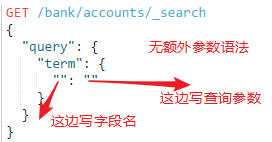 GET /bank/accounts/_search
{
  "query": {
无额外参数语法
    "term": {
      "": ""
这边写查询参数
    }
这边写字段名
  }
}